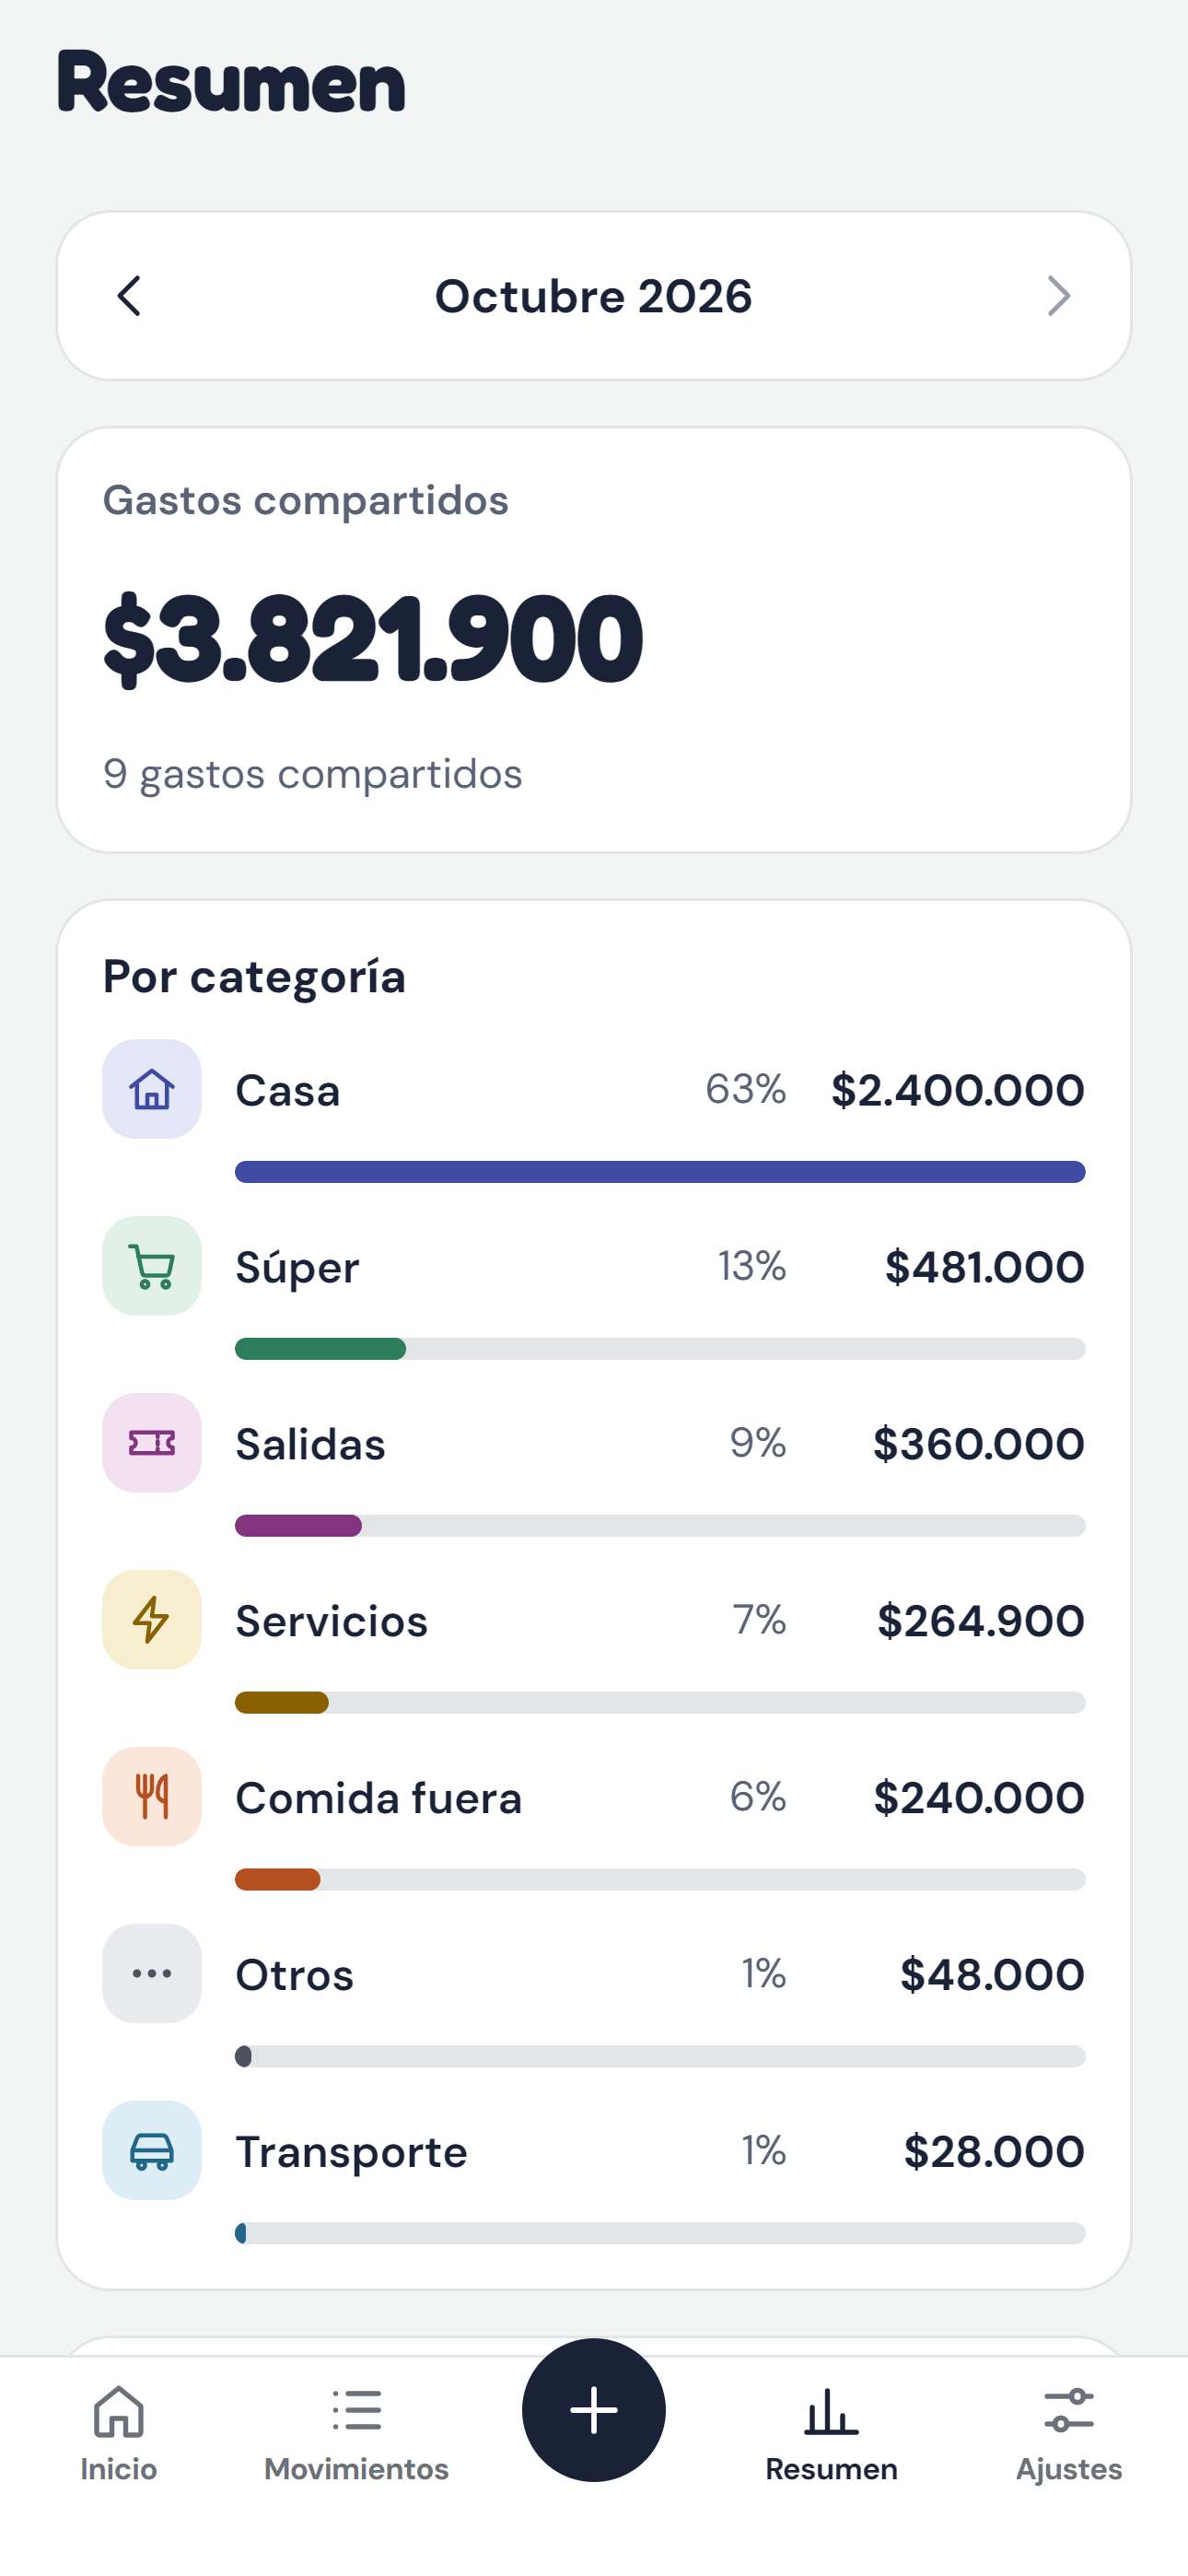 Resumen
Octubre 2026
Gastos compartidos
$3.821.900
9 gastos compartidos
Por categoría
Casa 63% $2.400.000
Súper 13% $481.000
Salidas 9% $360.000
Servicios 7% $264.900
Comida fuera 6% $240.000
Otros 1% $48.000
Transporte 1% $28.000
Inicio Movimientos Resumen Ajustes